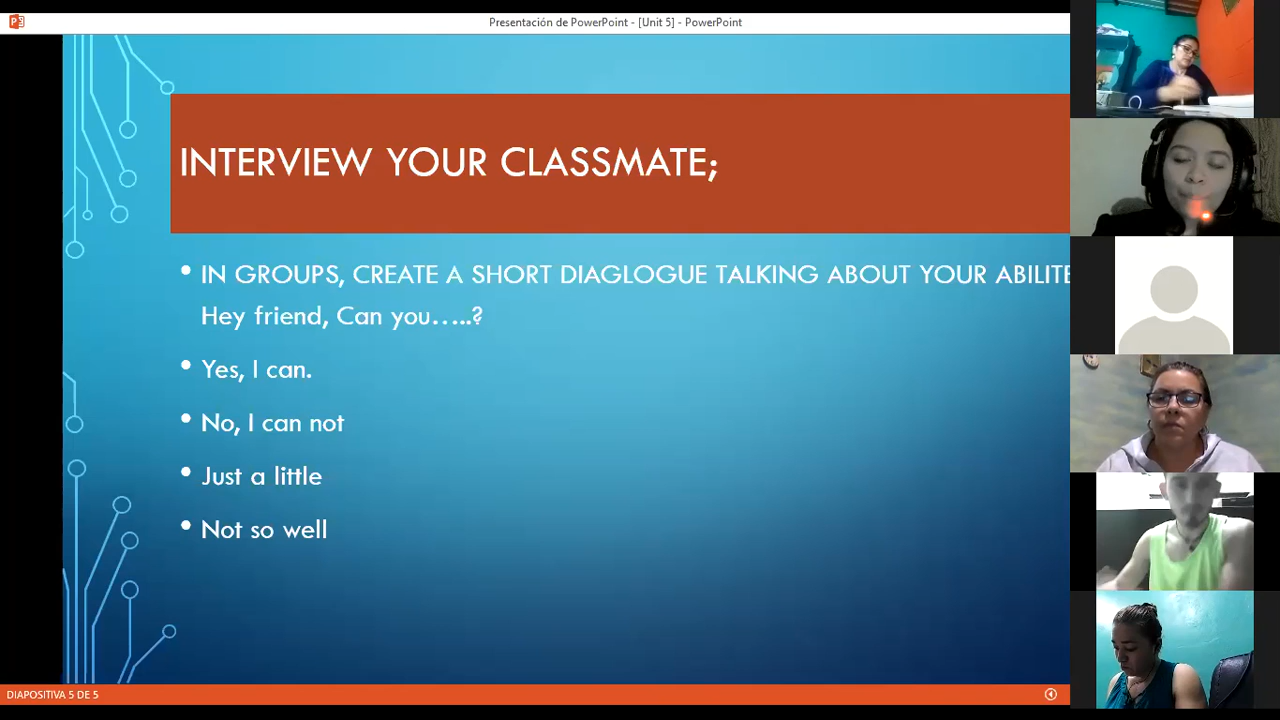 Presentación de PowerPoint - [Unit 5] - PowerPoint
INTERVIEW YOUR CLASSMATE;
• IN GROUPS, CREATE A SHORT DIAGLOGUE TALKING ABOUT YOUR ABILITE
Hey friend, Can you…..?
• Yes, I can.
• No, I can not
• Just a little
• Not so well
DIAPOSITIVA 5 DE 5